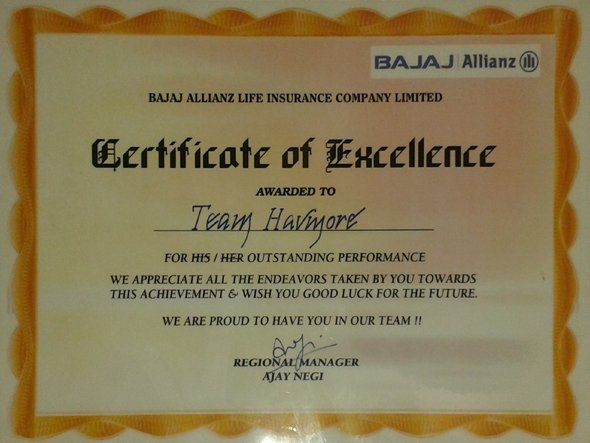 BAJAJ Allianz
BAJAJ ALLIANZ LIFE INSURANCE COMPANY LIMITED
Certificate of Excellence
AWARDED TO
Team Havmore
FOR HIS / HER OUTSTANDING PERFORMANCE
WE APPRECIATE ALL THE ENDEAVORS TAKEN BY YOU TOWARDS
THIS ACHIEVEMENT & WISH YOU GOOD LUCK FOR THE FUTURE.
WE ARE PROUD TO HAVE YOU IN OUR TEAM !!
REGIONAL MANAGER
AJAY NEGI